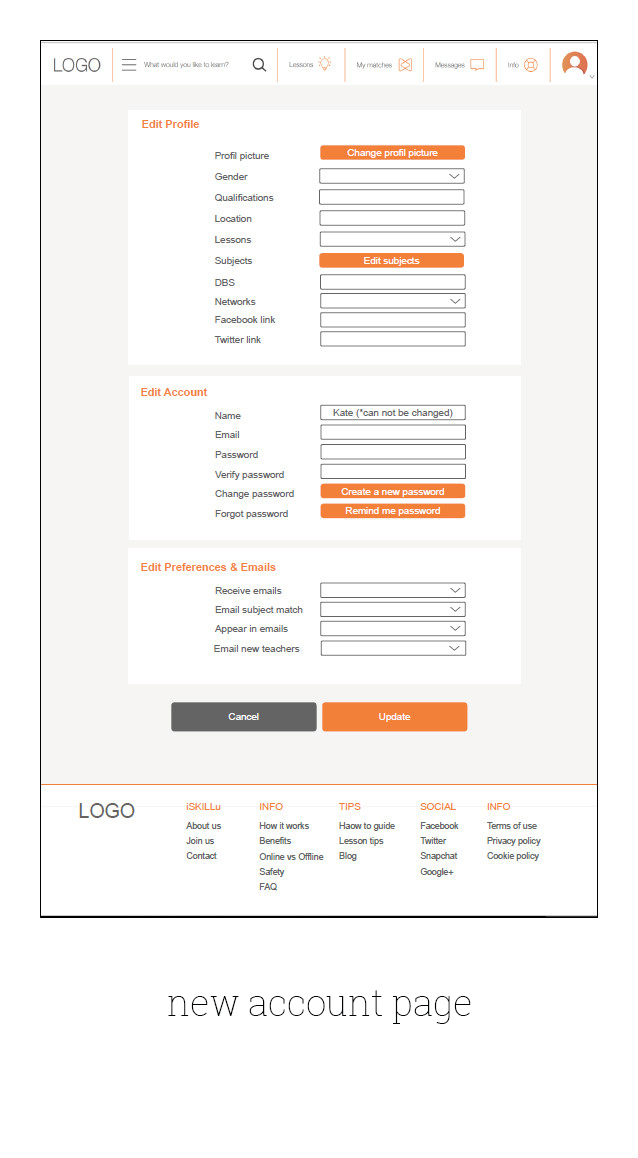 LOGO What would you like to learn? Lessons My matches Messages Info
Edit Profile
Profil picture Change profil picture
Gender
Qualifications
Location
Lessons
Subjects Edit subjects
DBS
Networks
Facebook link
Twitter link
Edit Account
Name Kate (*can not be changed)
Email
Password
Verify password
Change password Create a new password
Forgot password Remind me password
Edit Preferences & Emails
Receive emails
Email subject match
Appear in emails
Email new teachers
Cancel Update
LOGO iSKILLu INFO TIPS SOCIAL INFO
About us How it works Haow to guide Facebook Terms of use
Join us Benefits Lesson tips Twitter Privacy policy
Contact Online vs Offline Blog Snapchat Cookie policy
Safety Google+
FAQ
new account page